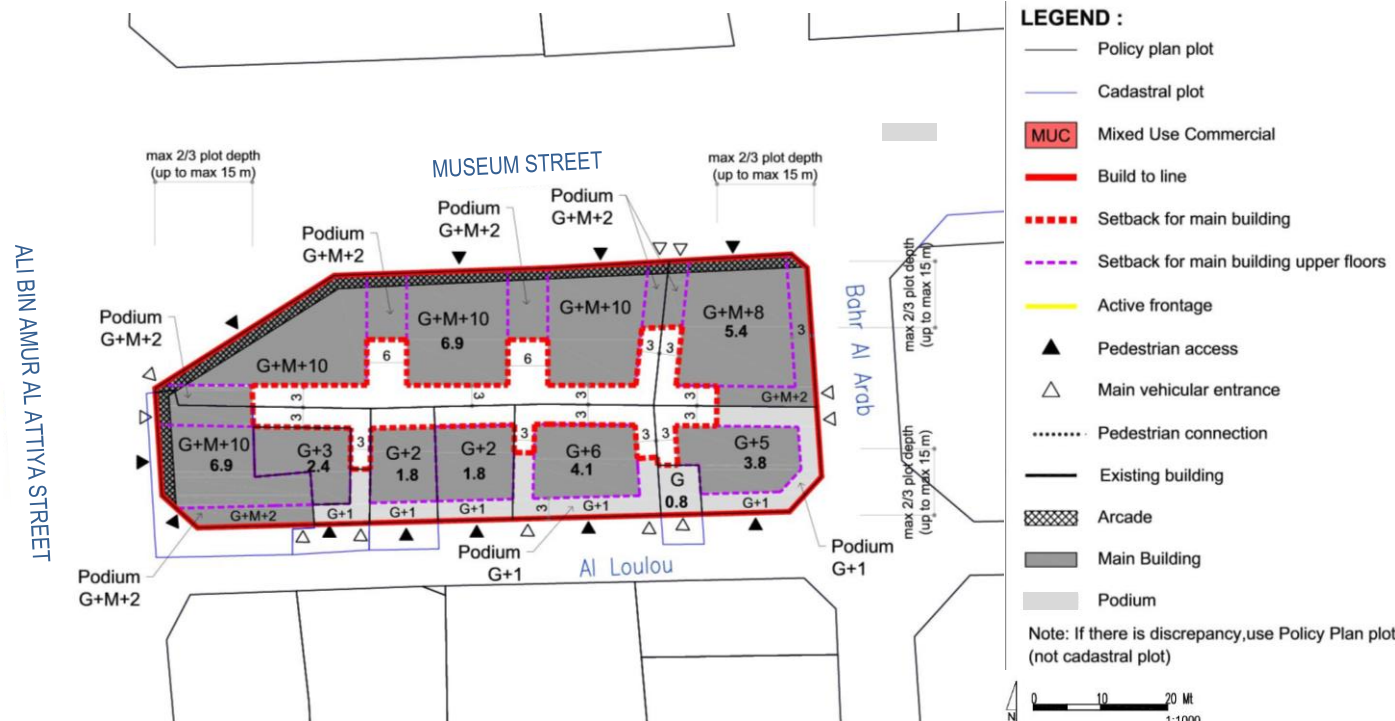 max 2/3 plot depth
(up to max 15 m)
MUSEUM STREET
max 2/3 plot depth
(up to max 15 m)
Podium
G+M+2
Podium
G+M+2
Podium
G+M+2
Podium
G+M+2
ALI BIN AMUR AL ATTIYA STREET
G+M+10
G+M+10
6.9
G+M+10
G+M+8
5.4
3
6
6
3
3
3
3
3
3
3
3
3
3
G+M+2
Bahr Al Arab
max 2/3 plot depth
(up to max 15 m)
max 2/3 plot depth
(up to max 15 m)
G+M+10
6.9
G+3
2.4
3
G+2
1.8
G+2
1.8
3
G+6
4.1
3
3
G
0.8
G+5
3.8
G+M+2
G+1
G+1
G+1
3
G+1
G+1
Podium
G+M+2
Podium
G+1
Al Loulou
Podium
G+1
LEGEND :
Policy plan plot
Cadastral plot
MUC
Mixed Use Commercial
Build to line
Setback for main building
Setback for main building upper floors
Active frontage
Pedestrian access
Main vehicular entrance
Pedestrian connection
Existing building
Arcade
Main Building
Podium
Note: If there is discrepancy,use Policy Plan plot
(not cadastral plot)
N
0 10 20 Mt
1:1000